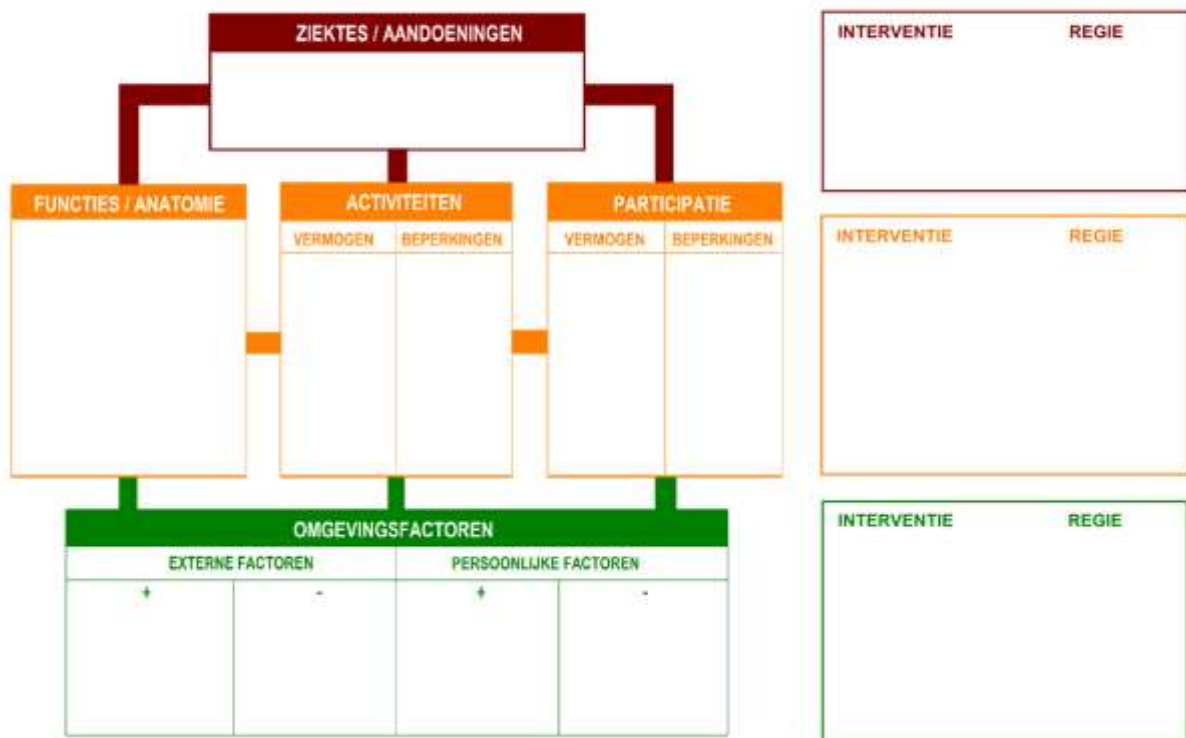 ZIEKTES / AANDOENINGEN
INTERVENTIE REGIE
FUNCTIES / ANATOMIE
ACTIVITEITEN
VERMOGEN BEPERKINGEN
PARTICIPATIE
VERMOGEN BEPERKINGEN
INTERVENTIE REGIE
OMGEVINGSFACTOREN
EXTERNE FACTOREN PERSOONLIJKE FACTOREN
+ - + -
INTERVENTIE REGIE